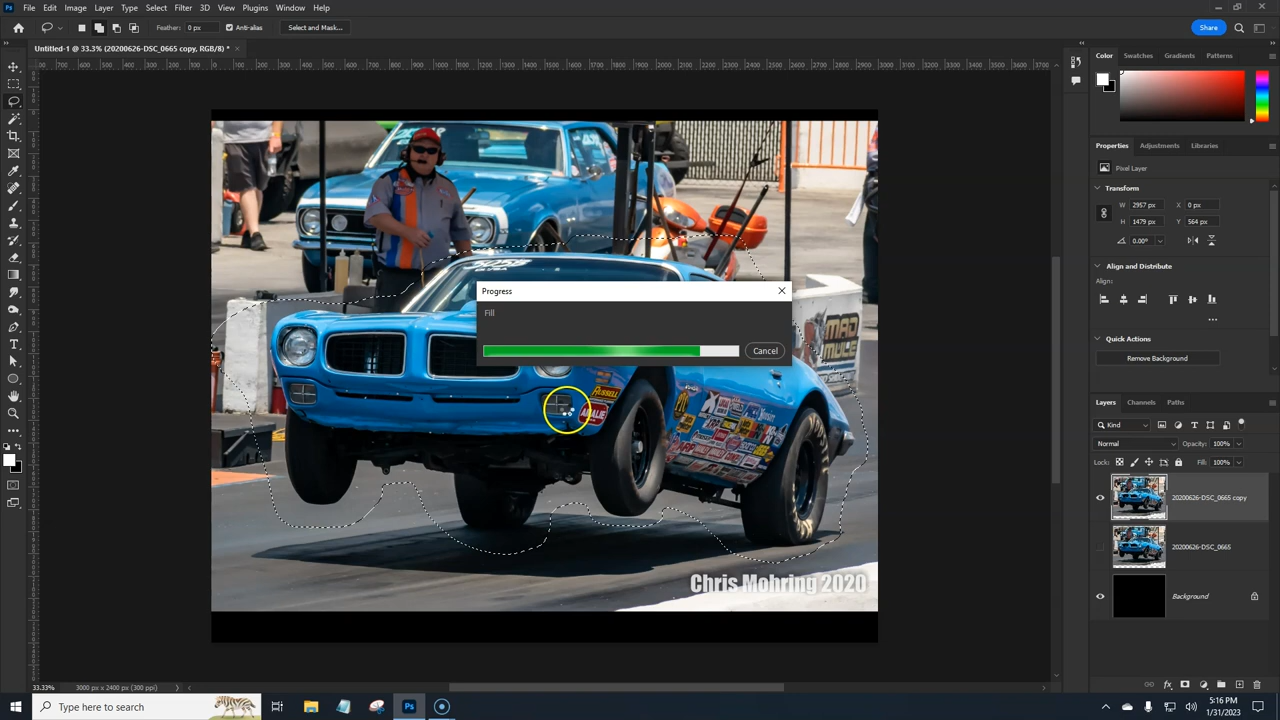 File Edit Image Layer Type Select Filter 3D View Plugins Window Help
Feather: 0 px Anti-alias Select and Mask... Share
Untitled-1 @ 33.3% (20200626-DSC_0665 copy, RGB/8) *
Color Swatches Gradients Patterns
Properties Adjustments Libraries
Pixel Layer
Transform
W 2957 px X 0 px
H 1479 px Y 564 px
0.00°
Align and Distribute
Align:
Quick Actions
Remove Background
Layers Channels Paths
Kind
Normal Opacity: 100%
Lock: Fill: 100%
20200626-DSC_0665 copy
20200626-DSC_0665
Background
Progress
Fill
Cancel
MAD
MULE
RUSSELL
AMALIE
Chris Mohring 2020
33.33% 3000 px x 2400 px (300 ppi)
Type here to search
5:16 PM
1/31/2023